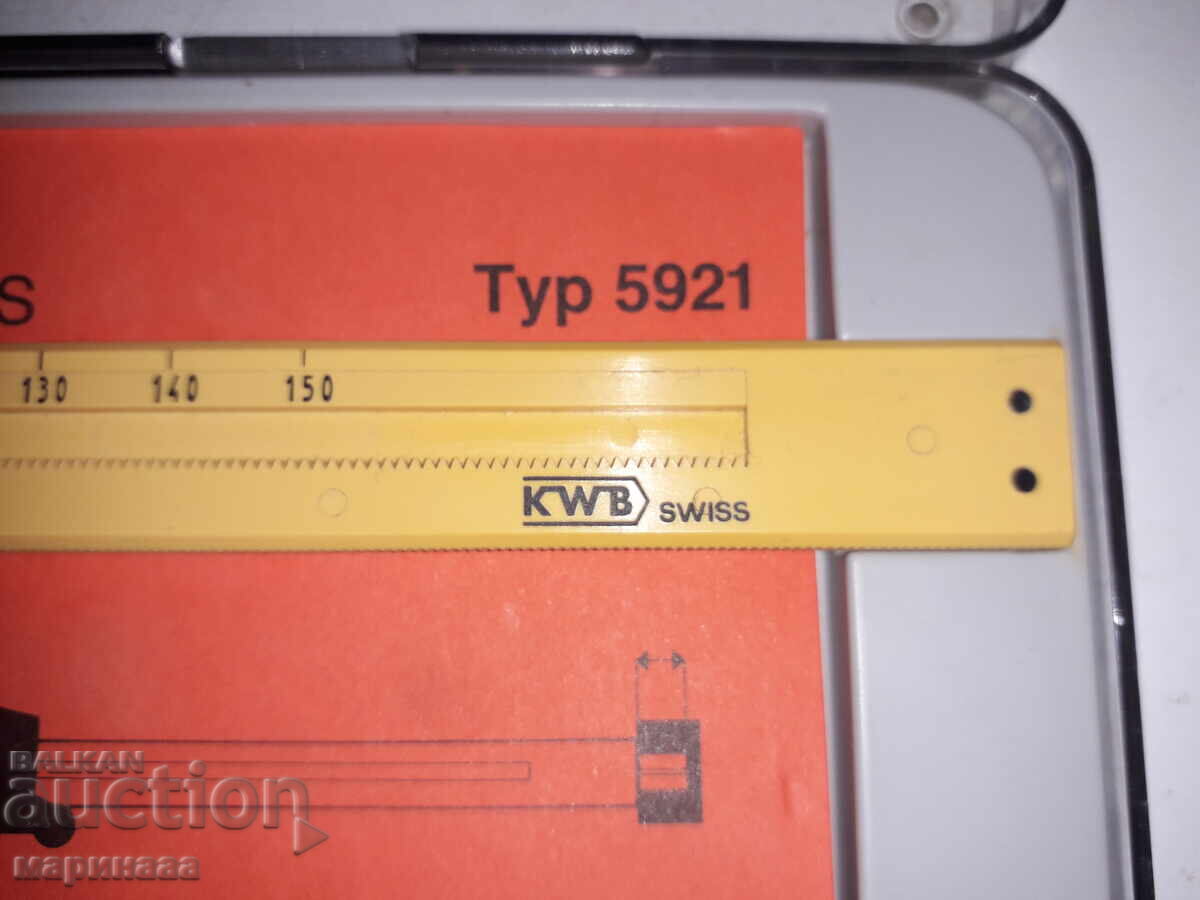 S
Typ 5921
130 140 150
KWB SWISS
BALKAN
auction
маринааа